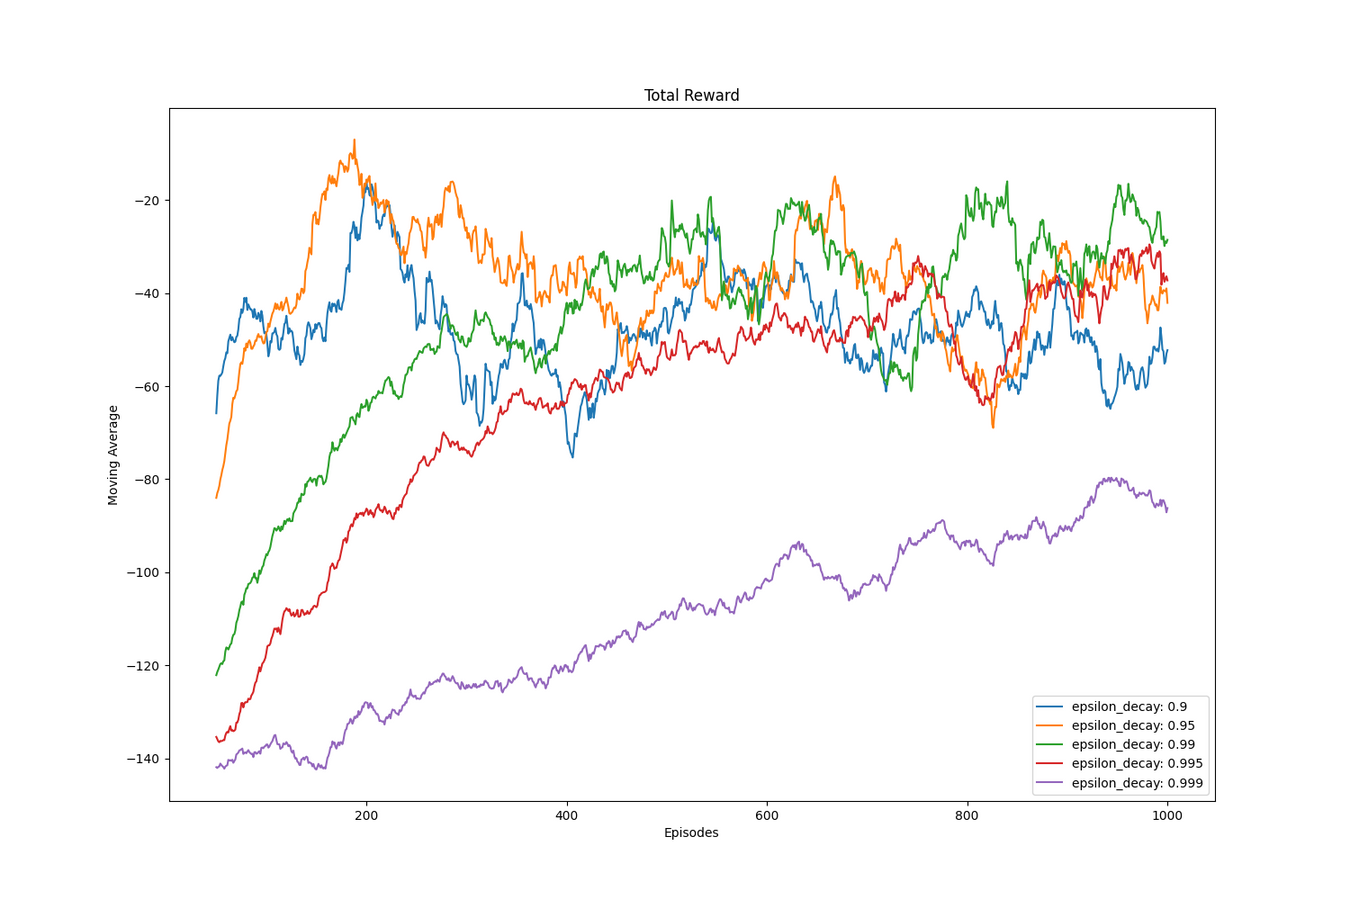 Total Reward
Moving Average
−20
−40
−60
−80
−100
−120
−140
200
400
600
800
1000
Episodes
epsilon_decay: 0.9
epsilon_decay: 0.95
epsilon_decay: 0.99
epsilon_decay: 0.995
epsilon_decay: 0.999